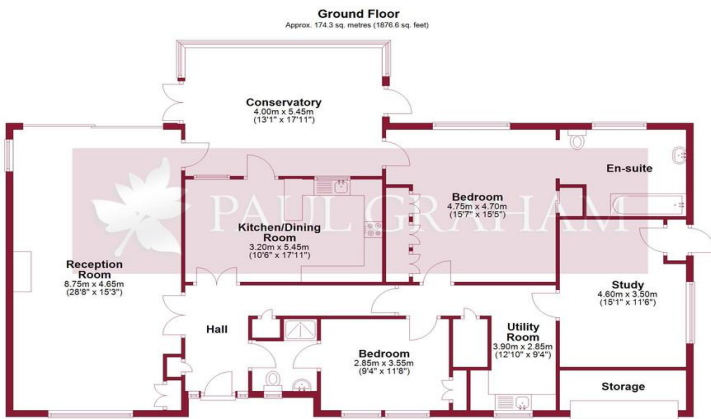 Ground Floor
Approx. 174.3 sq. metres (1876.6 sq. feet)
Conservatory
4.00m x 5.45m
(13'1" x 17'11")
En-suite
Bedroom
4.75m x 4.70m
(15'7" x 15'5")
PAUL GRAHAM
Kitchen/Dining
Room
3.20m x 5.45m
(10'6" x 17'11")
Reception
Room
8.75m x 4.65m
(28'8" x 15'3")
Study
4.60m x 3.50m
(15'1" x 11'6")
Hall
Utility
Room
3.90m x 2.85m
(12'10" x 9'4")
Bedroom
2.85m x 3.55m
(9'4" x 11'8")
Storage